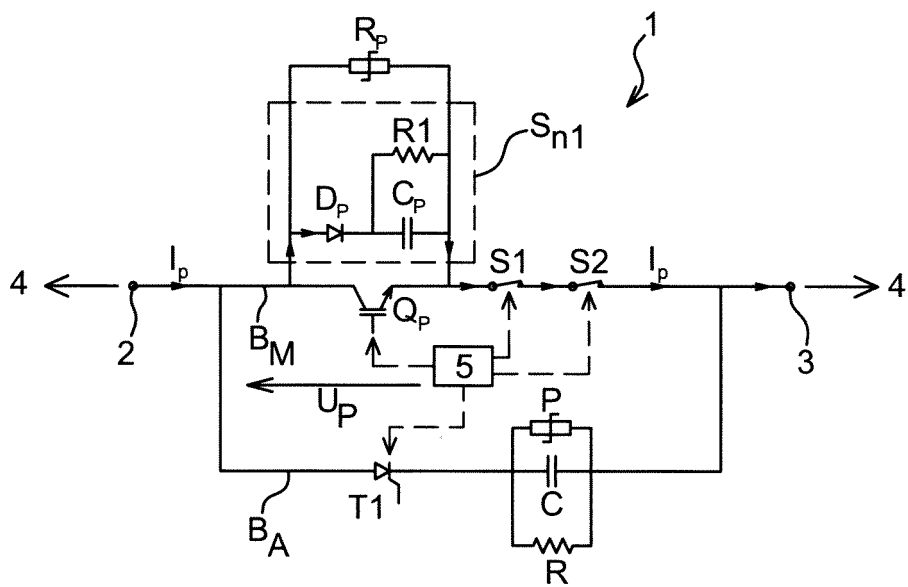 R_P
1
R1
S_n1
D_P
C_P
4
I_p
S1
S2
I_p
4
2
B_M
Q_P
3
5
U_P
P
T1
C
B_A
R